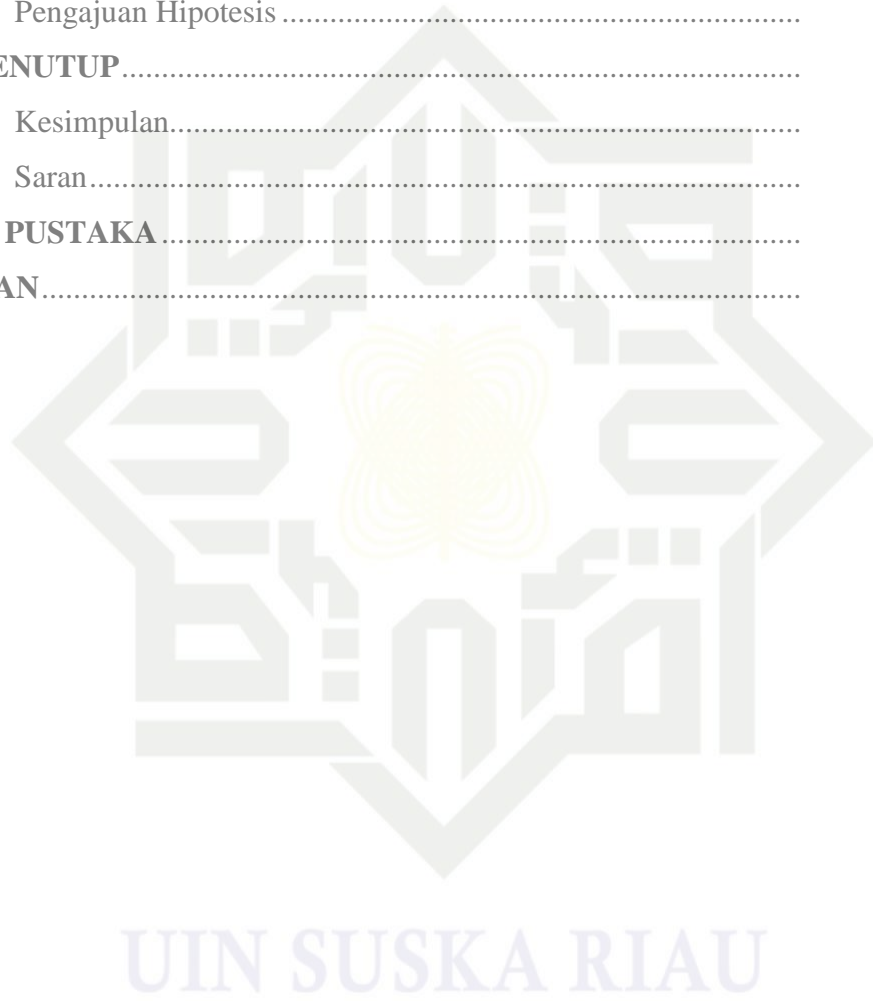 Pengajuan Hipotesis ....................................................................
ENUTUP.........................................................................................
Kesimpulan...................................................................................
Saran.............................................................................................
PUSTAKA ....................................................................................
AN...................................................................................................
UIN SUSKA RIAU